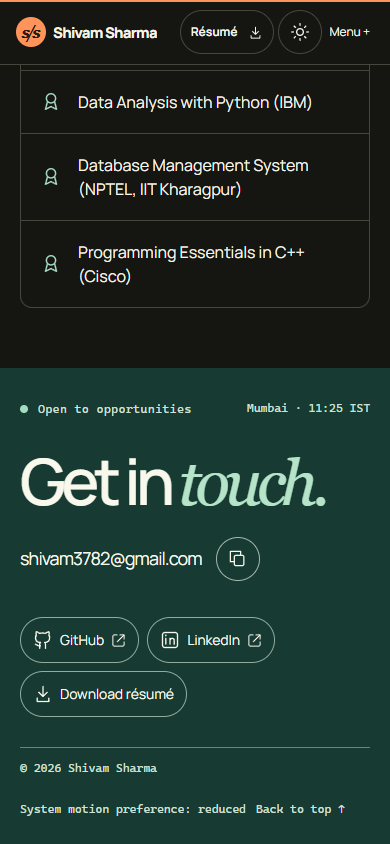 S/S Shivam Sharma Résumé Menu +
Data Analysis with Python (IBM)
Database Management System
(NPTEL, IIT Kharagpur)
Programming Essentials in C++
(Cisco)
Open to opportunities Mumbai · 11:25 IST
Get in touch.
shivam3782@gmail.com
GitHub LinkedIn
Download résumé
© 2026 Shivam Sharma
System motion preference: reduced Back to top ↑